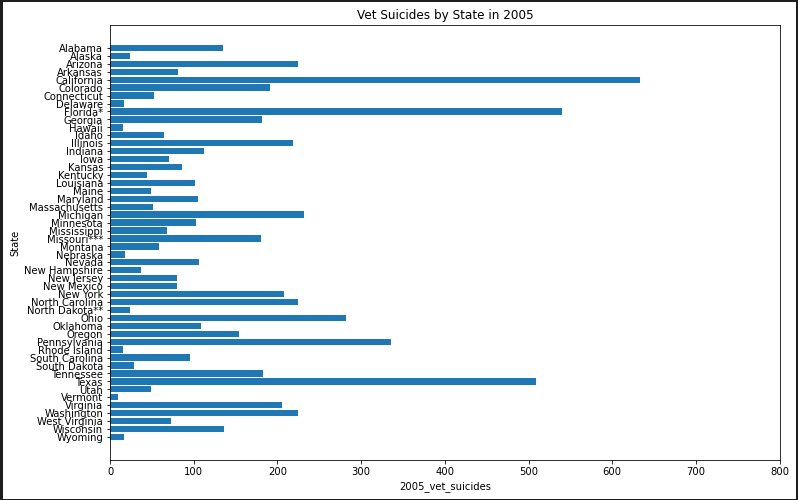 Vet Suicides by State in 2005
State
Alabama
Alaska
Arizona
Arkansas
California
Colorado
Connecticut
Delaware
Florida*
Georgia
Hawaii
Idaho
Illinois
Indiana
Iowa
Kansas
Kentucky
Louisiana
Maine
Maryland
Massachusetts
Michigan
Minnesota
Mississippi
Missouri***
Montana
Nebraska
Nevada
New Hampshire
New Jersey
New Mexico
New York
North Carolina
North Dakota**
Ohio
Oklahoma
Oregon
Pennsylvania
Rhode Island
South Carolina
South Dakota
Tennessee
Texas
Utah
Vermont
Virginia
Washington
West Virginia
Wisconsin
Wyoming
0 100 200 300 400 500 600 700 800
2005_vet_suicides